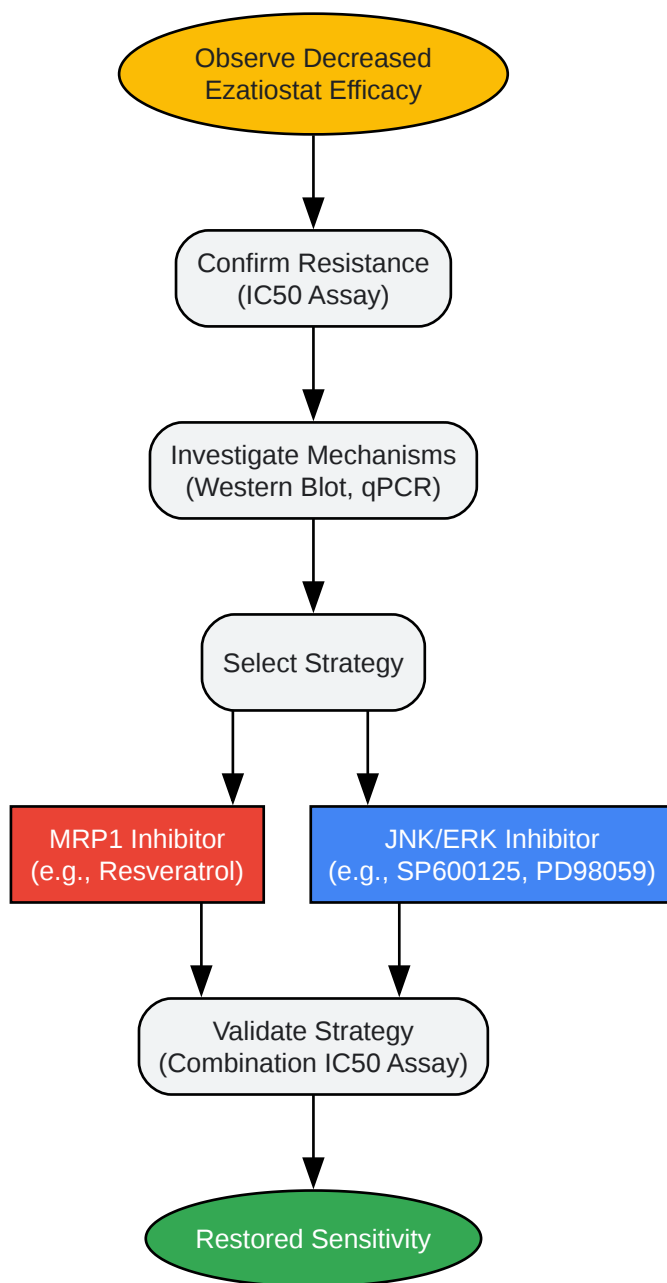 Observe Decreased
Ezatiostat Efficacy
Confirm Resistance
(IC50 Assay)
Investigate Mechanisms
(Western Blot, qPCR)
Select Strategy
MRP1 Inhibitor
(e.g., Resveratrol)
JNK/ERK Inhibitor
(e.g., SP600125, PD98059)
Validate Strategy
(Combination IC50 Assay)
Restored Sensitivity